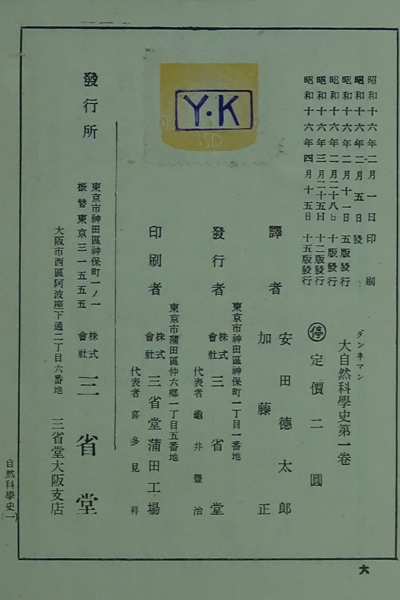 昭和十六年二月一日印刷
昭和十六年二月五日發行
昭和十六年二月十一日五版發行
昭和十六年二月廿八日十版發行
昭和十六年三月二十五日十二版發行
昭和十六年四月十五日十五版發行
ダンネマン
大自然科學史第一卷
停定價二圓
譯者
安田德太郎
加藤正
東京市神田區神保町一丁目一番地
發行者
株式會社三省堂
代表者龜井豐治
東京市蒲田區仲六鄕一丁目五番地
印刷者
株式會社三省堂蒲田工場
代表者喜多見昇
發行所
東京市神田區神保町一ノ一
振替東京三一五五五
株式會社三省堂
大阪市西區阿波座下通二丁目六番地
三省堂大阪支店
Y.K
自然科學史(一)
大